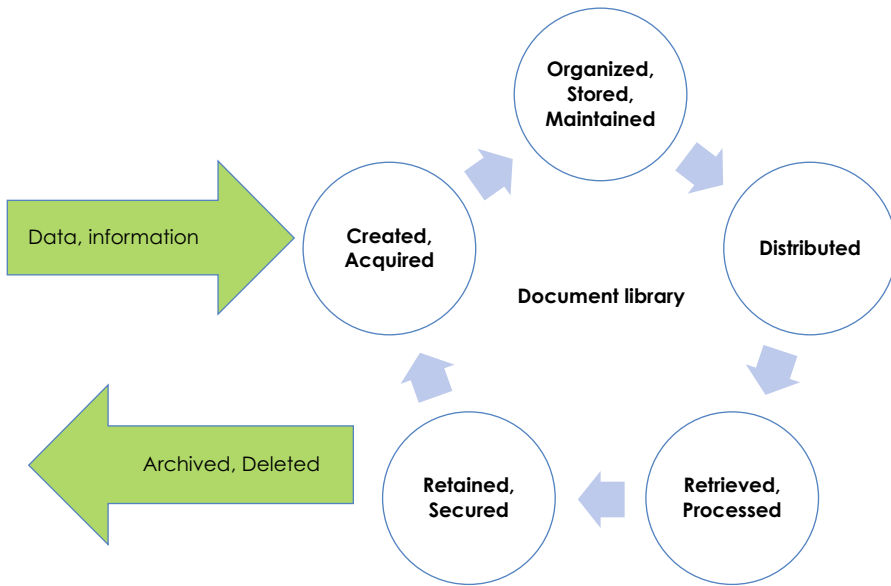 Organized,
Stored,
Maintained
Data, information
Created,
Acquired
Distributed
Document library
Archived, Deleted
Retained,
Secured
Retrieved,
Processed